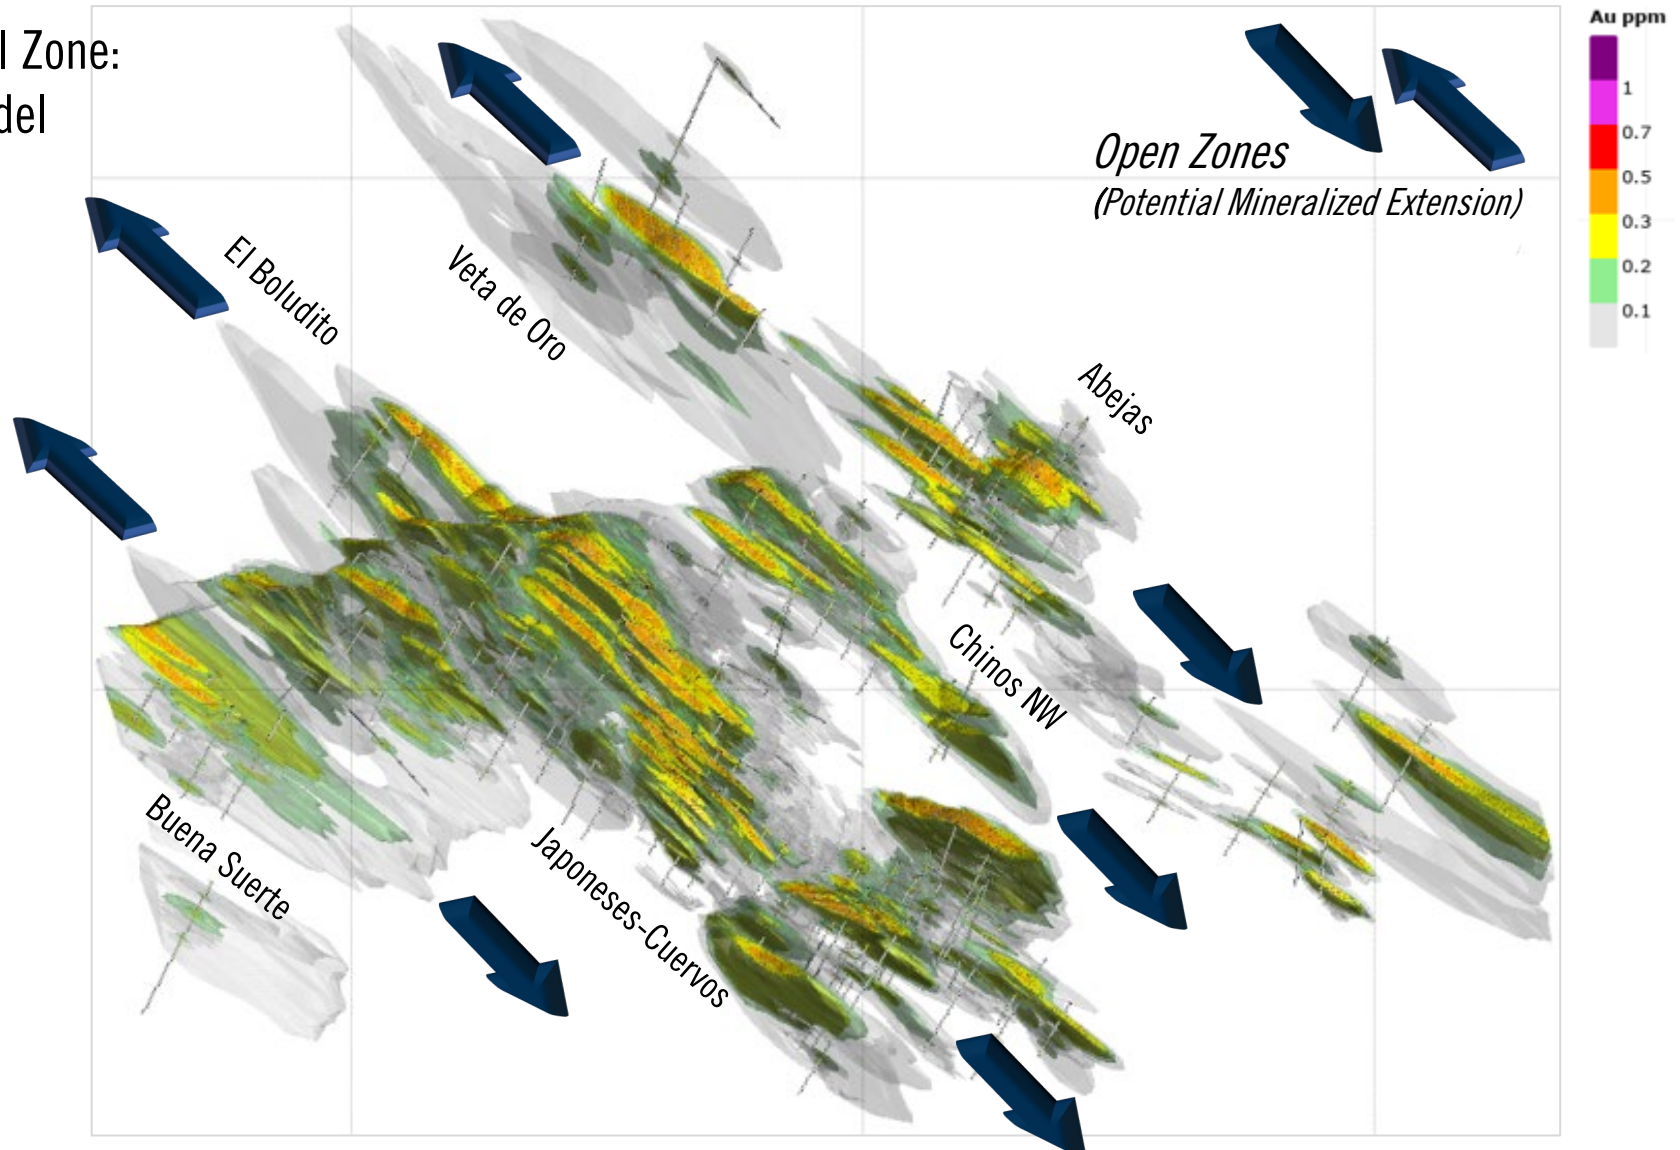 l Zone:
del
Au ppm
1
0.7
0.5
0.3
0.2
0.1
Open Zones
(Potential Mineralized Extension)
El Boludito
Veta de Oro
Abejas
Chinos NW
Buena Suerte
Japoneses-Cuervos